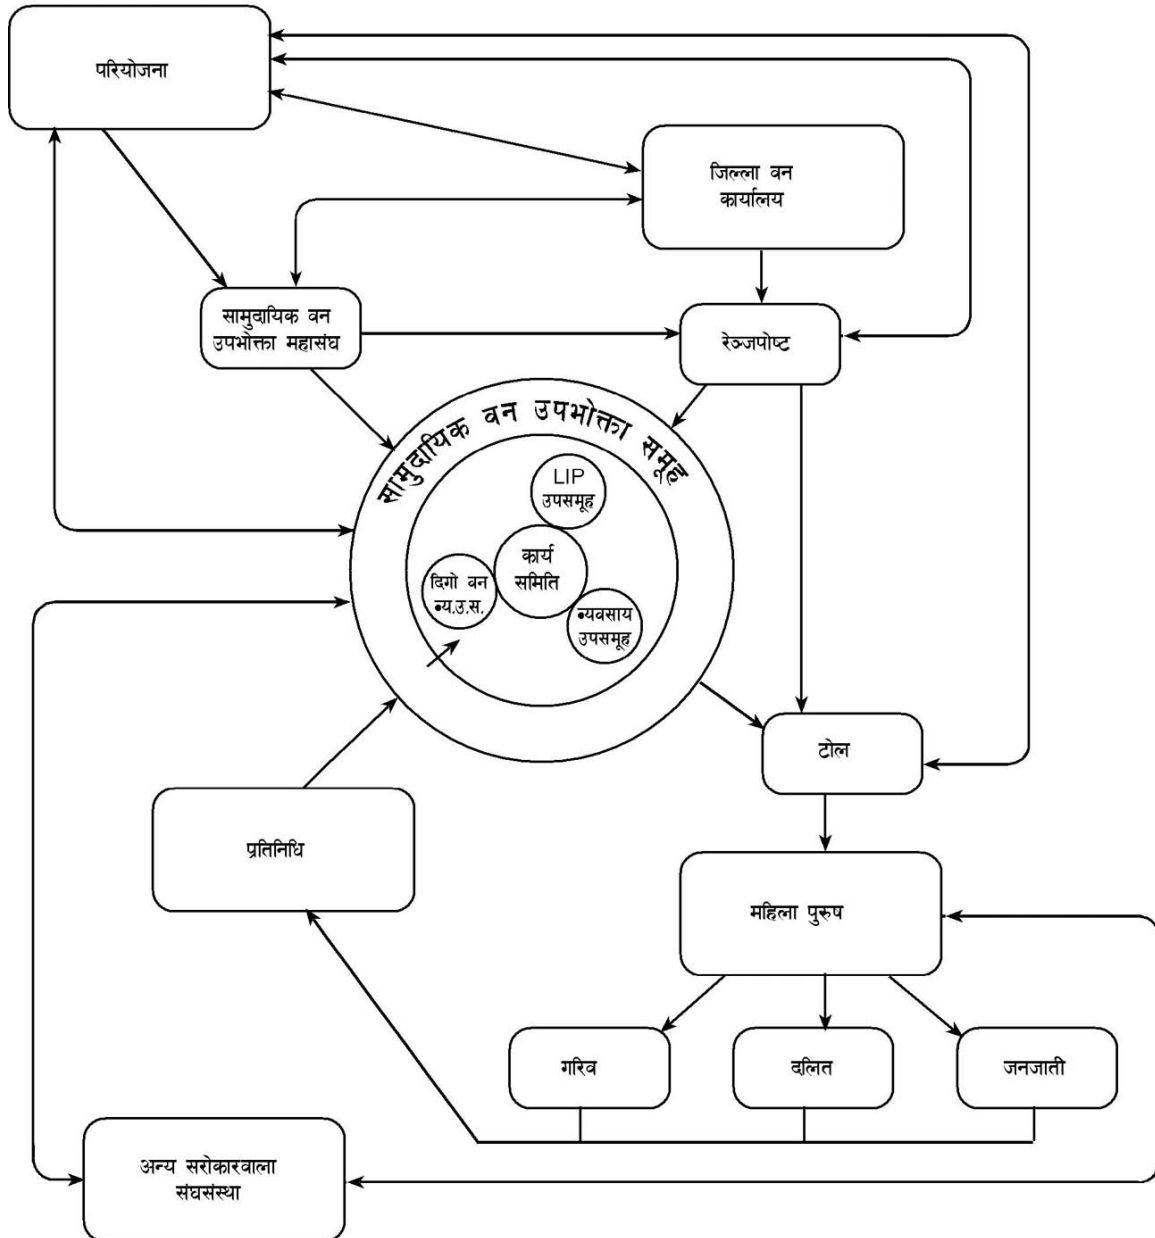 परियोजना
जिल्ला वन
कार्यालय
सामुदायिक वन
उपभोक्ता महासंघ
रेञ्जपोष्ट
सामुदायिक वन उपभोक्ता समूह
LIP
उपसमूह
कार्य
समिति
दिगो वन
ब्य.उ.स.
ब्यवसाय
उपसमूह
टोल
प्रतिनिधि
महिला पुरुष
गरिव
दलित
जनजाती
अन्य सरोकारवाला
संघसंस्था